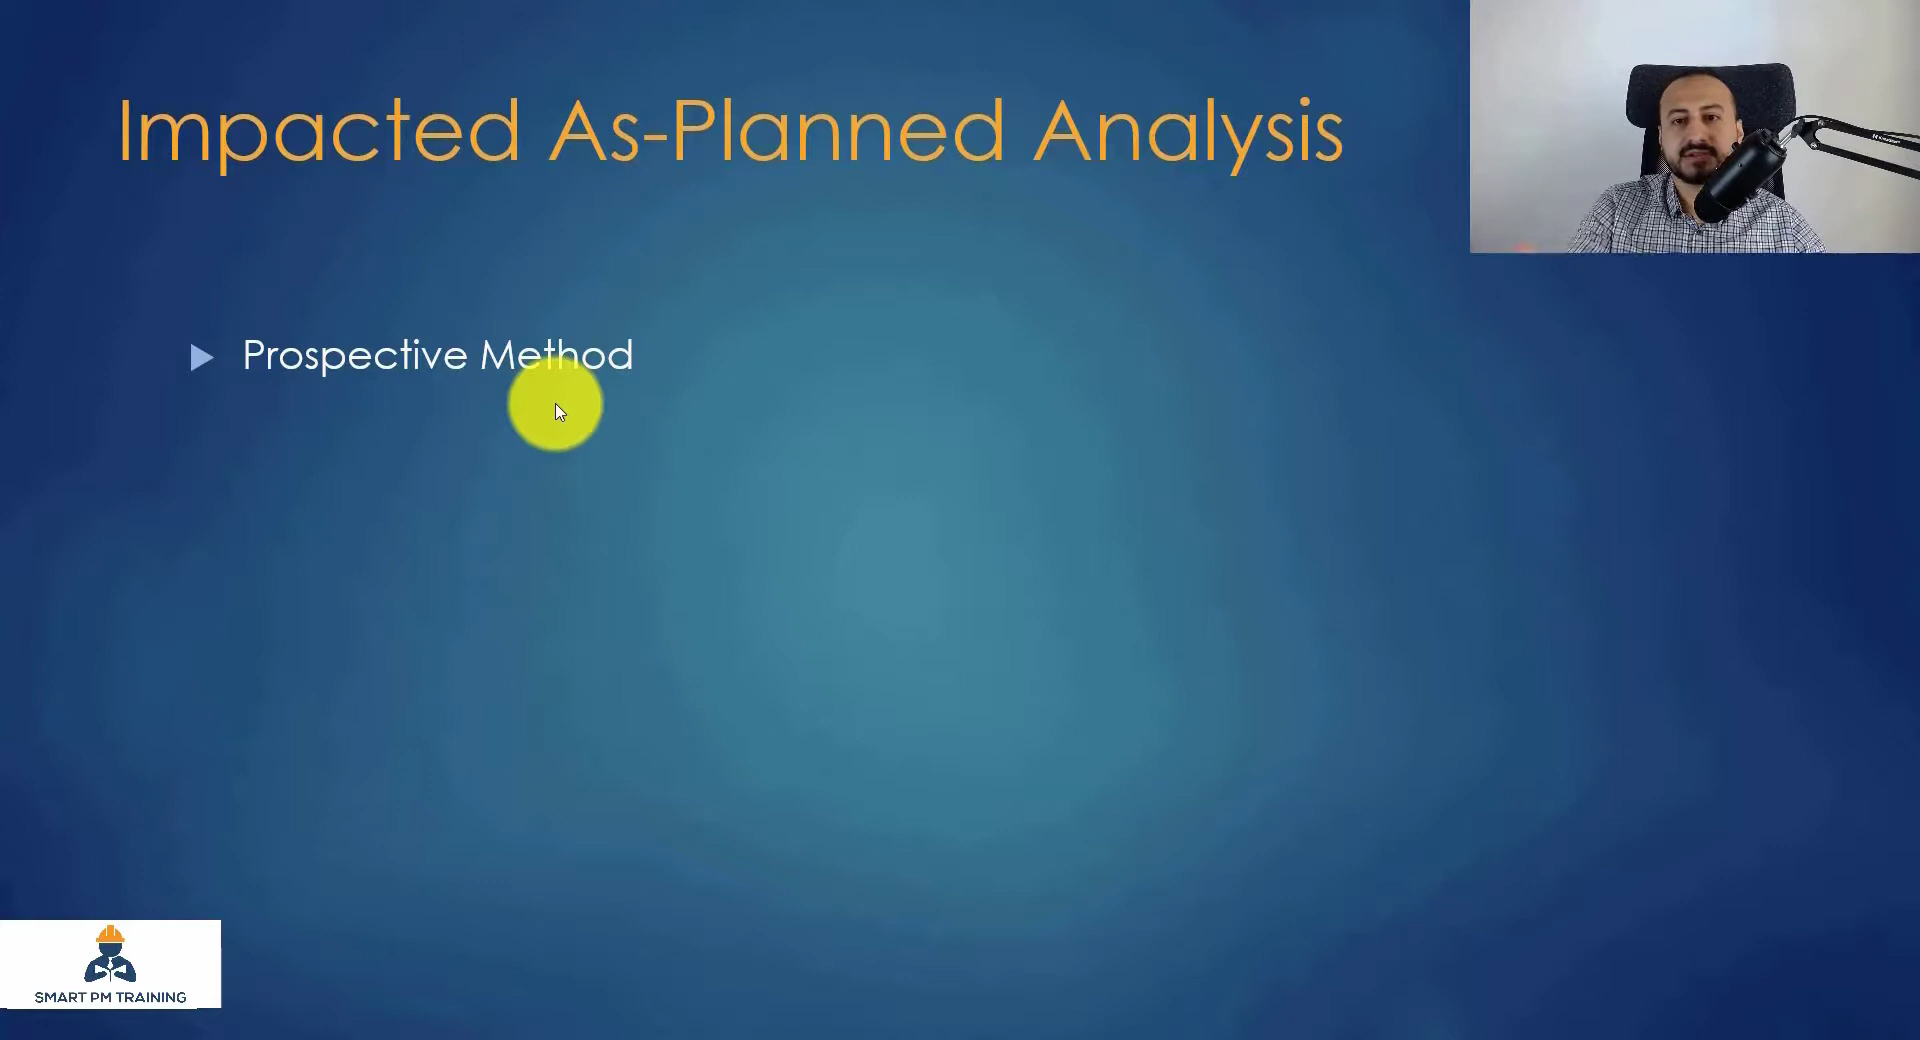 Impacted As-Planned Analysis
Prospective Method
SMART PM TRAINING